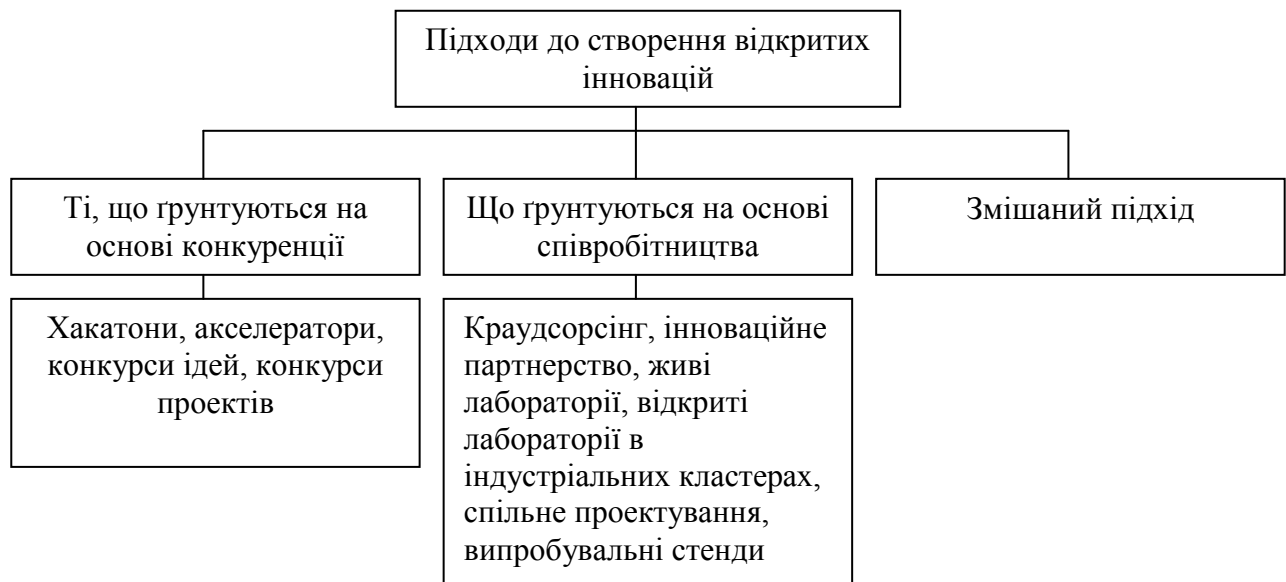 Підходи до створення відкритих
інновацій
Ті, що ґрунтуються на
основі конкуренції
Що ґрунтуються на основі
співробітництва
Змішаний підхід
Хакатони, акселератори,
конкурси ідей, конкурси
проектів
Краудсорсінг, інноваційне
партнерство, живі
лабораторії, відкриті
лабораторії в
індустріальних кластерах,
спільне проектування,
випробувальні стенди